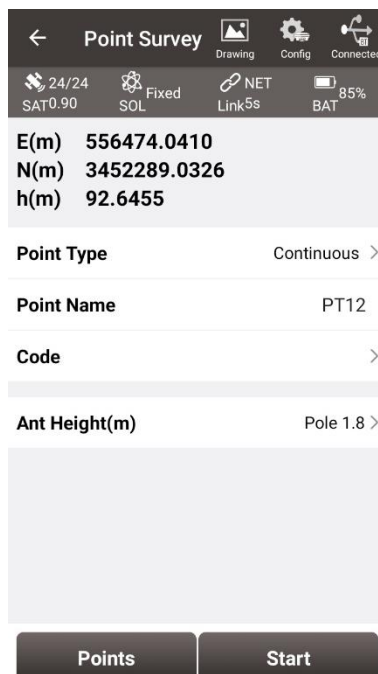 Point Survey
Drawing
Config
Connected
24/24
SAT0.90
Fixed
SOL
NET
Link5s
85%
BAT
E(m) 556474.0410
N(m) 3452289.0326
h(m) 92.6455
Point Type Continuous
Point Name PT12
Code
Ant Height(m) Pole 1.8
Points Start